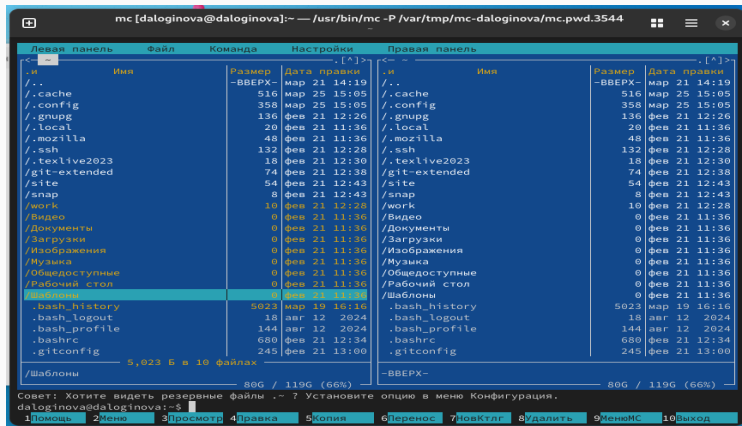 mc [daloginova@daloginova]:~ — /usr/bin/mc -P /var/tmp/mc-daloginova/mc.pwd.3544
~
Левая панель Файл Команда Настройки Правая панель
<— ~ .[^]> <— ~ .[^]>
.и Имя Размер Дата правки .и Имя Размер Дата правки
/.. -ВВЕРХ- мар 21 14:19 /.. -ВВЕРХ- мар 21 14:19
/.cache 516 мар 25 15:05 /.cache 516 мар 25 15:05
/.config 358 мар 25 15:05 /.config 358 мар 25 15:05
/.gnupg 136 фев 21 12:26 /.gnupg 136 фев 21 12:26
/.local 20 фев 21 11:36 /.local 20 фев 21 11:36
/.mozilla 48 фев 21 11:36 /.mozilla 48 фев 21 11:36
/.ssh 132 фев 21 12:28 /.ssh 132 фев 21 12:28
/.texlive2023 18 фев 21 12:30 /.texlive2023 18 фев 21 12:30
/git-extended 74 фев 21 12:38 /git-extended 74 фев 21 12:38
/site 54 фев 21 12:43 /site 54 фев 21 12:43
/snap 8 фев 21 12:43 /snap 8 фев 21 12:43
/work 10 фев 21 12:28 /work 10 фев 21 12:28
/Видео 0 фев 21 11:36 /Видео 0 фев 21 11:36
/Документы 0 фев 21 11:36 /Документы 0 фев 21 11:36
/Загрузки 0 фев 21 11:36 /Загрузки 0 фев 21 11:36
/Изображения 0 фев 21 11:36 /Изображения 0 фев 21 11:36
/Музыка 0 фев 21 11:36 /Музыка 0 фев 21 11:36
/Общедоступные 0 фев 21 11:36 /Общедоступные 0 фев 21 11:36
/Рабочий стол 0 фев 21 11:36 /Рабочий стол 0 фев 21 11:36
/Шаблоны 0 фев 21 11:36 /Шаблоны 0 фев 21 11:36
.bash_history 5023 мар 19 16:16 .bash_history 5023 мар 19 16:16
.bash_logout 18 авг 12 2024 .bash_logout 18 авг 12 2024
.bash_profile 144 авг 12 2024 .bash_profile 144 авг 12 2024
.bashrc 680 фев 21 12:34 .bashrc 680 фев 21 12:34
.gitconfig 245 фев 21 13:00 .gitconfig 245 фев 21 13:00
5,023 Б в 10 файлах
/Шаблоны -ВВЕРХ-
80G / 119G (66%) 80G / 119G (66%)
Совет: Хотите видеть резервные файлы .~ ? Установите опцию в меню Конфигурация.
daloginova@daloginova:~$
1Помощь 2Меню 3Просмотр 4Правка 5Копия 6Перенос 7НовКтлг 8Удалить 9МенюМС 10Выход